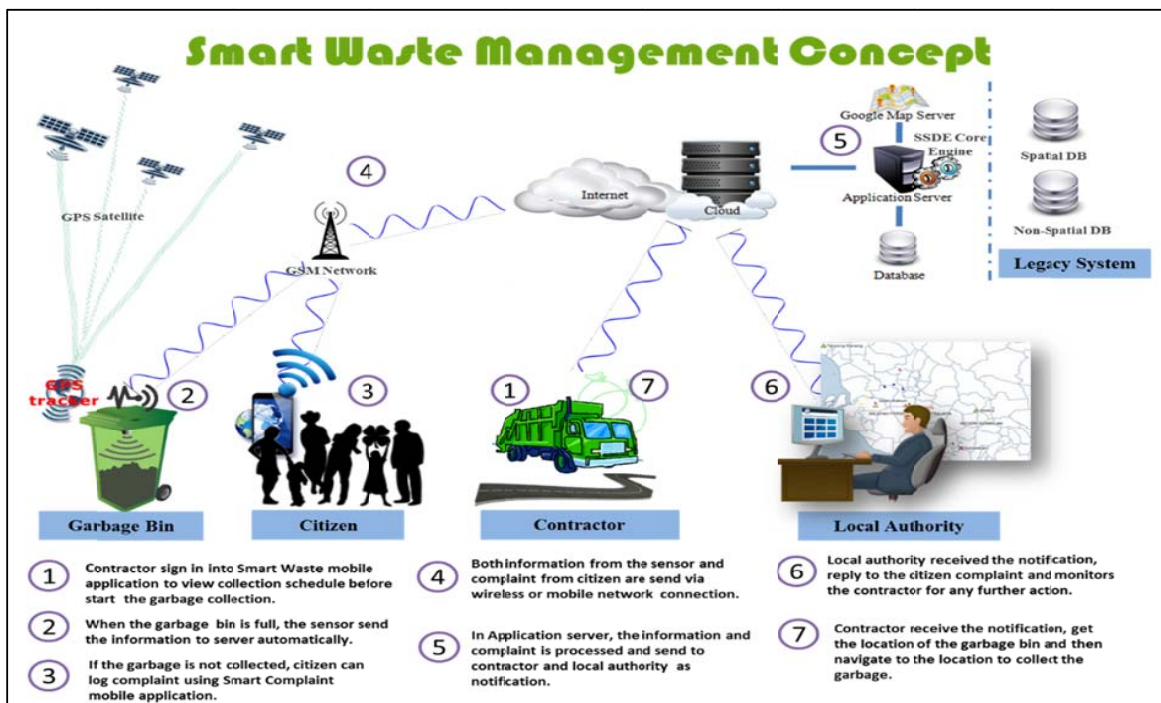 Smart Waste Management Concept
Google Map Server
5
SSDE Core
Engine
Application Server
Database
Spatal DB
Non-Spatial DB
Legacy System
4
Internet
Cloud
GPS Satellite
GSM Network
GPS
tracker
2
3
1
7
6
Garbage Bin
Citizen
Contractor
Local Authority
1 Contractor sign in into Smart Waste mobile
application to view collection schedule before
start the garbage collection.
2 When the garbage bin is full, the sensor send
the information to server automatically.
3 If the garbage is not collected, citizen can
log complaint using Smart Complaint
mobile application.
4 Both information from the sensor and
complaint from citizen are send via
wireless or mobile network connection.
5 In Application server, the information and
complaint is processed and send to
contractor and local authority as
notification.
6 Local authority received the notifcation,
reply to the citizen complaint and monitors
the contractor for any further action.
7 Contractor receive the notification, get
the location of the garbage bin and then
navigate to the location to collect the
garbage.